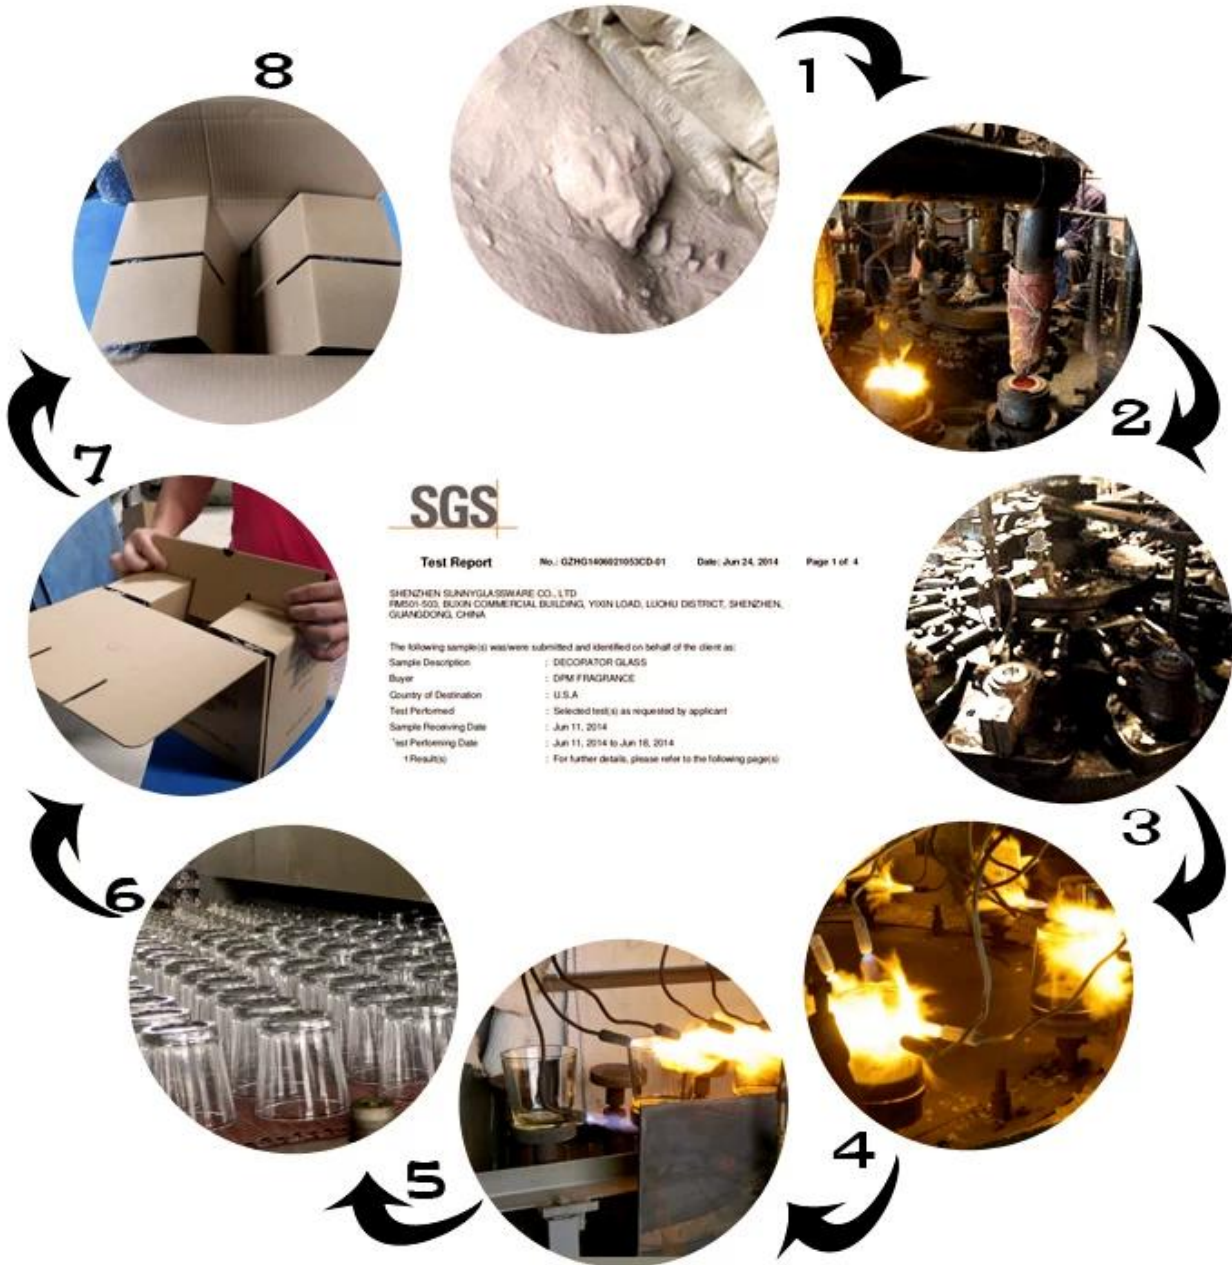 8
1
2
7
SGS
Test Report No.: GZHG1406021053CD-01 Date: Jun 24, 2014 Page 1 of 4
SHENZHEN SUNNYGLASSWARE CO., LTD
RM501-503, BUXIN COMMERCIAL BUILDING, YIXIN LOAD, LUOHU DISTRICT, SHENZHEN,
GUANGDONG, CHINA
The following sample(s) was/were submitted and identified on behalf of the client as:
Sample Description : DECORATOR GLASS
Buyer : DPM FRAGRANCE
Country of Destination : U.S.A
Test Performed : Selected test(s) as requested by applicant
Sample Receiving Date : Jun 11, 2014
Test Performing Date : Jun 11, 2014 to Jun 18, 2014
Result(s) : For further details, please refer to the following page(s)
3
6
4
5